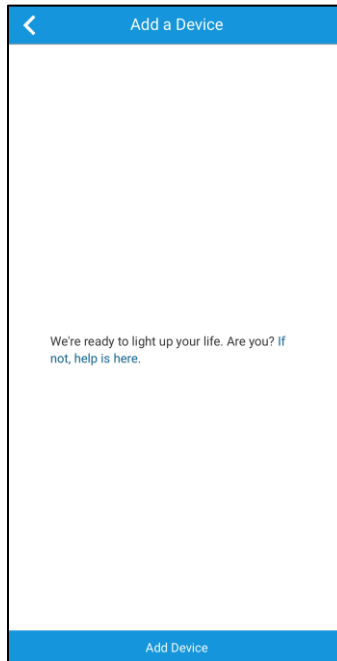 Add a Device
We're ready to light up your life. Are you? If
not, help is here.
Add Device